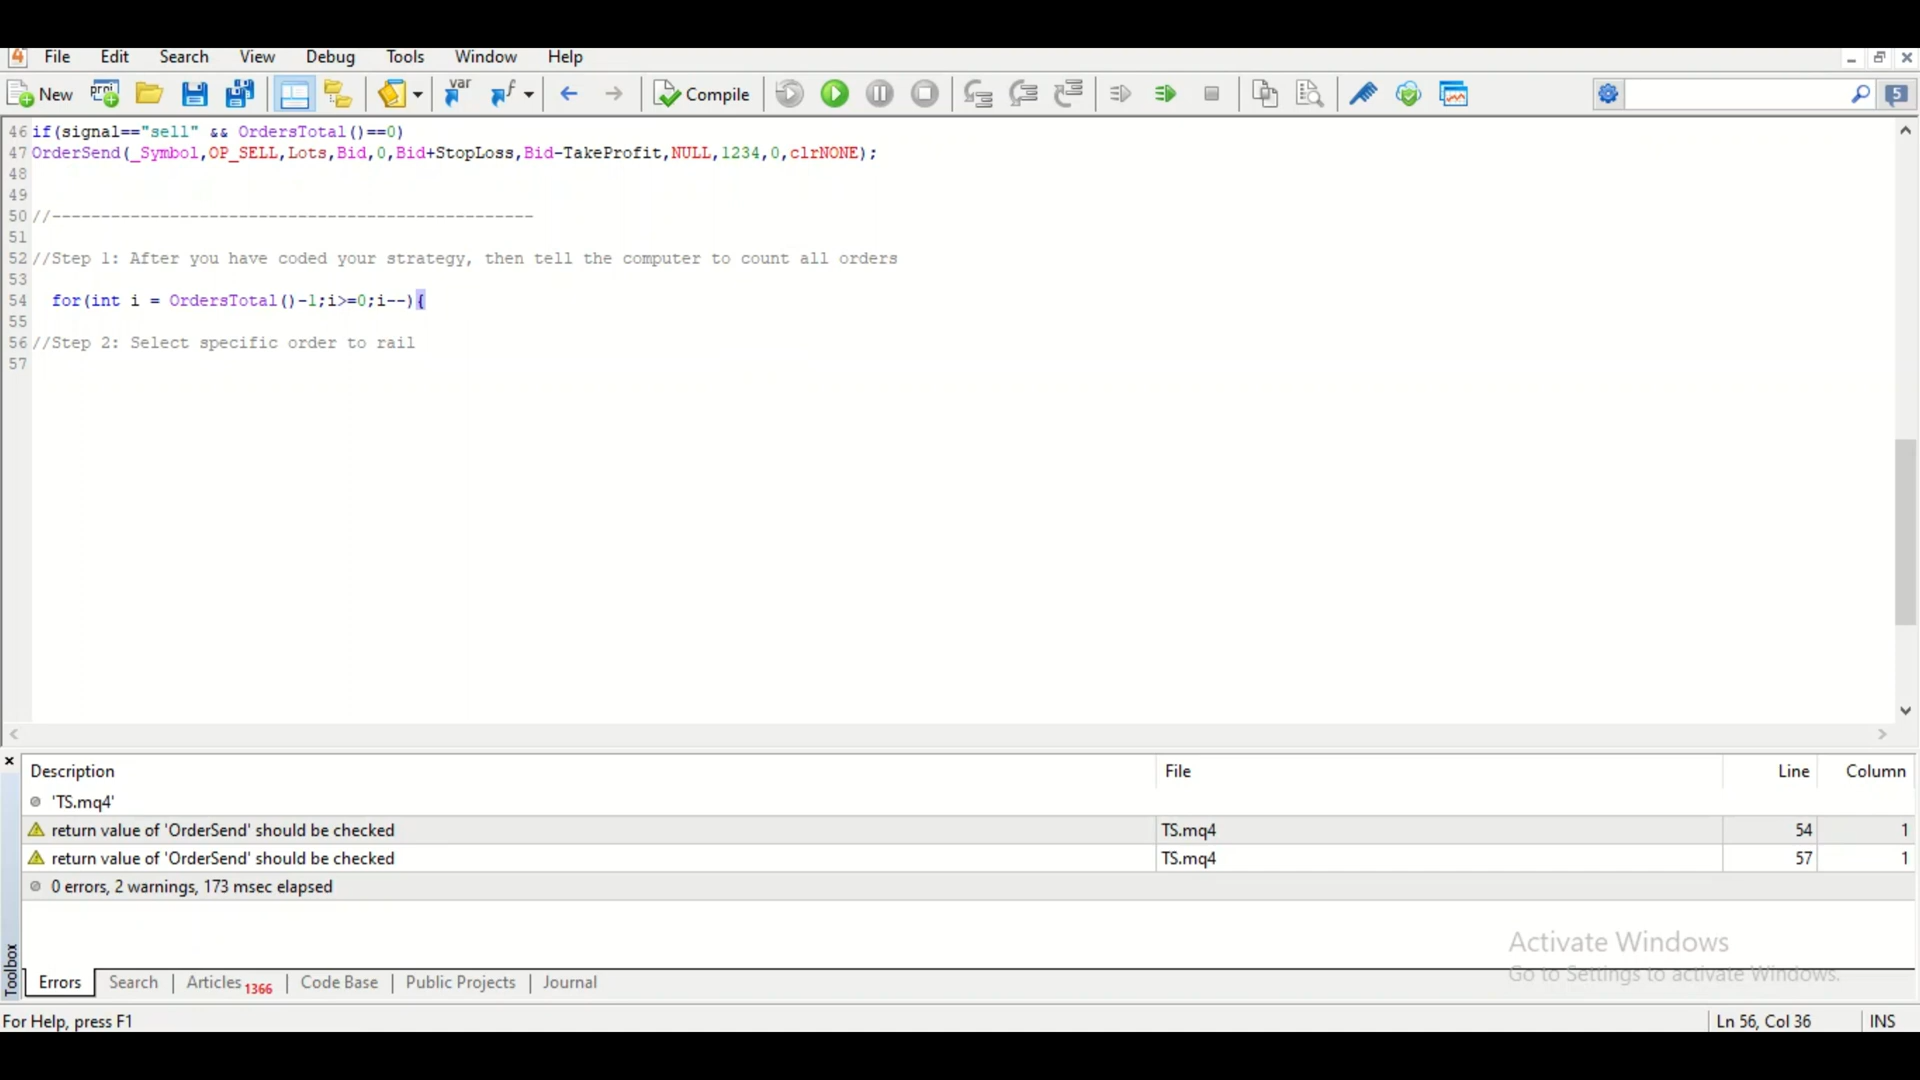 4 File Edit Search View Debug Tools Window Help
New proj var f Compile 5
46 if(signal=="sell" && OrdersTotal()==0)
47 OrderSend(_Symbol,OP_SELL,Lots,Bid,0,Bid+StopLoss,Bid-TakeProfit,NULL,1234,0,clrNONE);
48
49
50 //-------------------------------------------------
51
52 //Step 1: After you have coded your strategy, then tell the computer to count all orders
53
54 for(int i = OrdersTotal()-1;i>=0;i--){
55
56 //Step 2: Select specific order to rail
57
Description File Line Column
'TS.mq4'
return value of 'OrderSend' should be checked TS.mq4 54 1
return value of 'OrderSend' should be checked TS.mq4 57 1
0 errors, 2 warnings, 173 msec elapsed
Activate Windows
Go to Settings to activate Windows.
Toolbox
Errors Search Articles 1366 Code Base Public Projects Journal
For Help, press F1 Ln 56, Col 36 INS